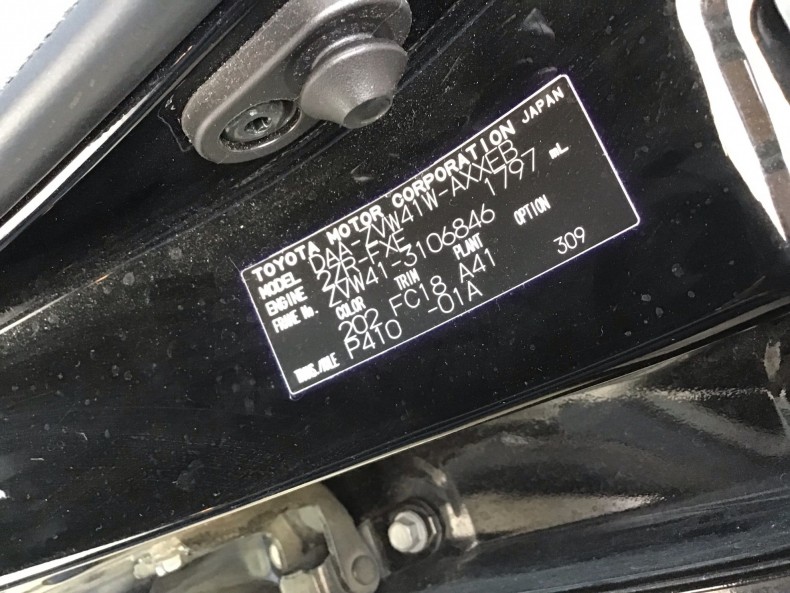 TOYOTA MOTOR CORPORATION JAPAN
MODEL DAA-ZVW41W-AXXEB
ENGINE 2ZR-FXE 1797 mL
FRAME No. ZVW41-3106846
COLOR TRIM PLANT OPTION
202 FC18 A41 309
TRANS./AXLE P410 -01A